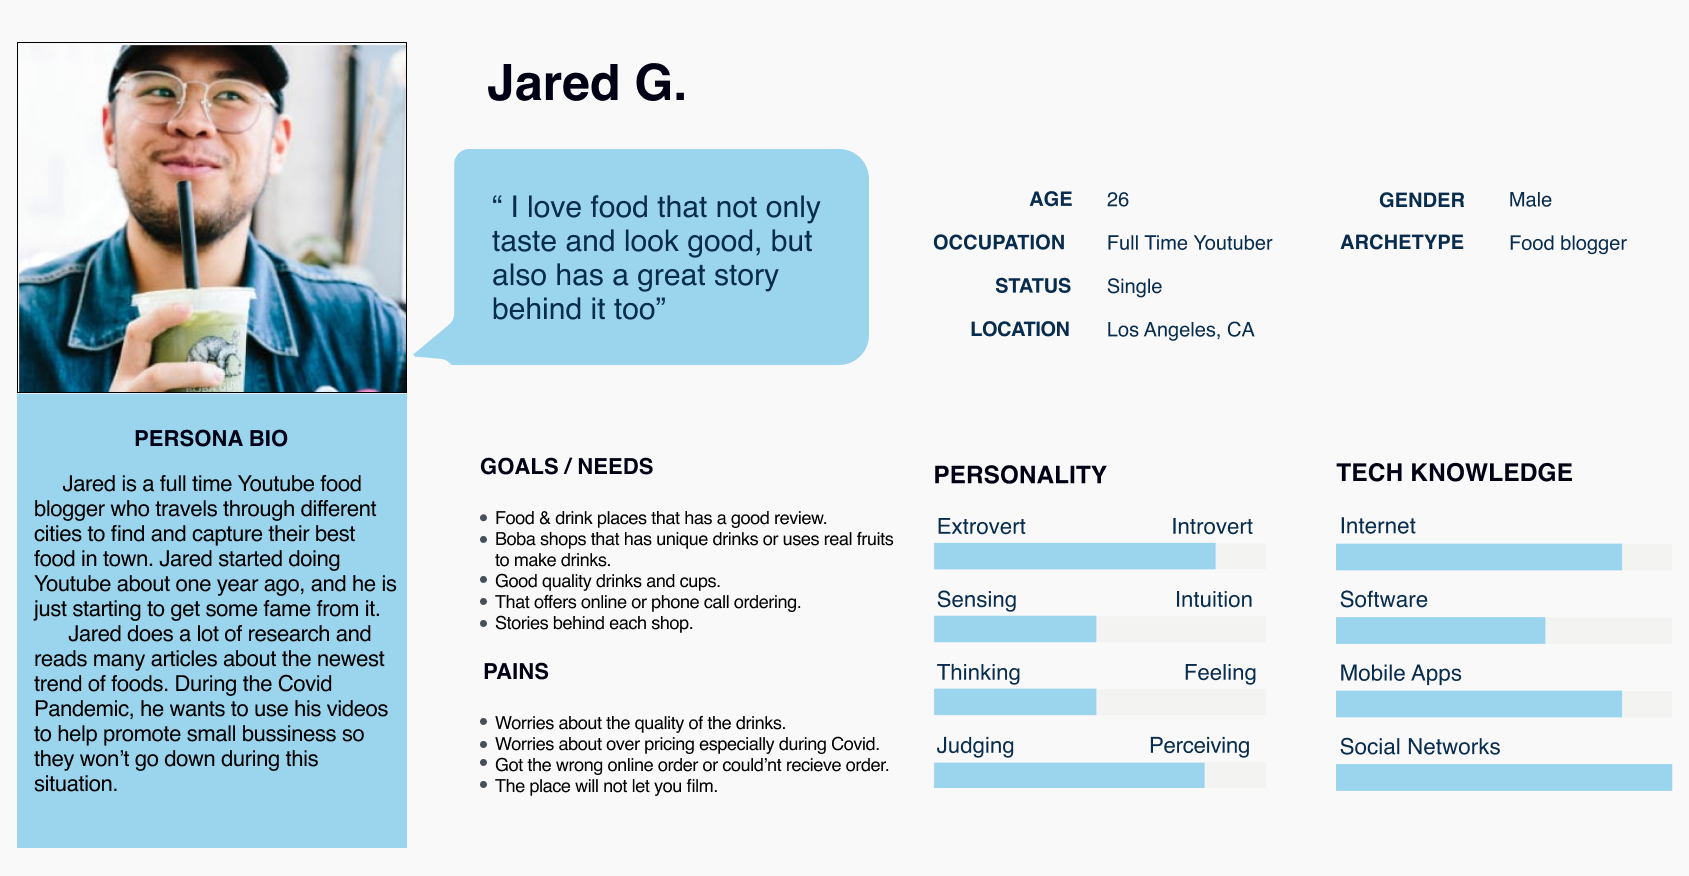 Jared G.
“ I love food that not only
taste and look good, but
also has a great story
behind it too”
AGE 26
OCCUPATION Full Time Youtuber
STATUS Single
LOCATION Los Angeles, CA
GENDER Male
ARCHETYPE Food blogger
PERSONA BIO
Jared is a full time Youtube food
blogger who travels through different
cities to find and capture their best
food in town. Jared started doing
Youtube about one year ago, and he is
just starting to get some fame from it.
Jared does a lot of research and
reads many articles about the newest
trend of foods. During the Covid
Pandemic, he wants to use his videos
to help promote small bussiness so
they won’t go down during this
situation.
GOALS / NEEDS
Food & drink places that has a good review.
Boba shops that has unique drinks or uses real fruits
to make drinks.
Good quality drinks and cups.
That offers online or phone call ordering.
Stories behind each shop.
PAINS
Worries about the quality of the drinks.
Worries about over pricing especially during Covid.
Got the wrong online order or could’nt recieve order.
The place will not let you film.
PERSONALITY
Extrovert Introvert
Sensing Intuition
Thinking Feeling
Judging Perceiving
TECH KNOWLEDGE
Internet
Software
Mobile Apps
Social Networks